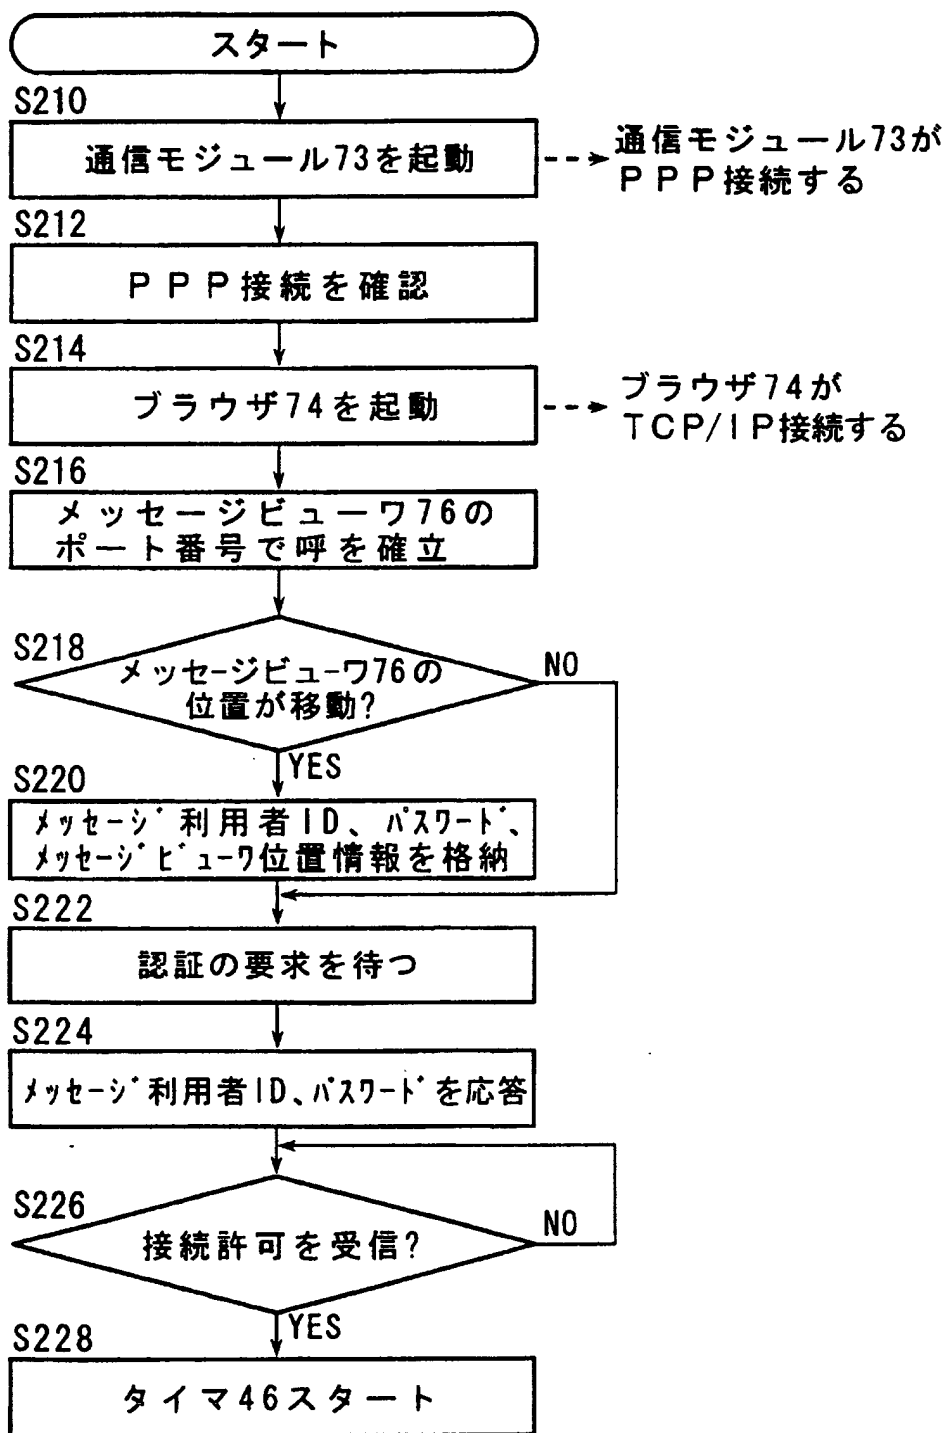 スタート
S210
通信モジュール73を起動
通信モジュール73が
PPP接続する
S212
PPP接続を確認
S214
ブラウザ74を起動
ブラウザ74が
TCP/IP接続する
S216
メッセージビューワ76の
ポート番号で呼を確立
S218
メッセージビューワ76の
位置が移動?
NO
YES
S220
メッセージ利用者ID、パスワード、
メッセージビューワ位置情報を格納
S222
認証の要求を待つ
S224
メッセージ利用者ID、パスワードを応答
S226
接続許可を受信?
NO
YES
S228
タイマ46スタート